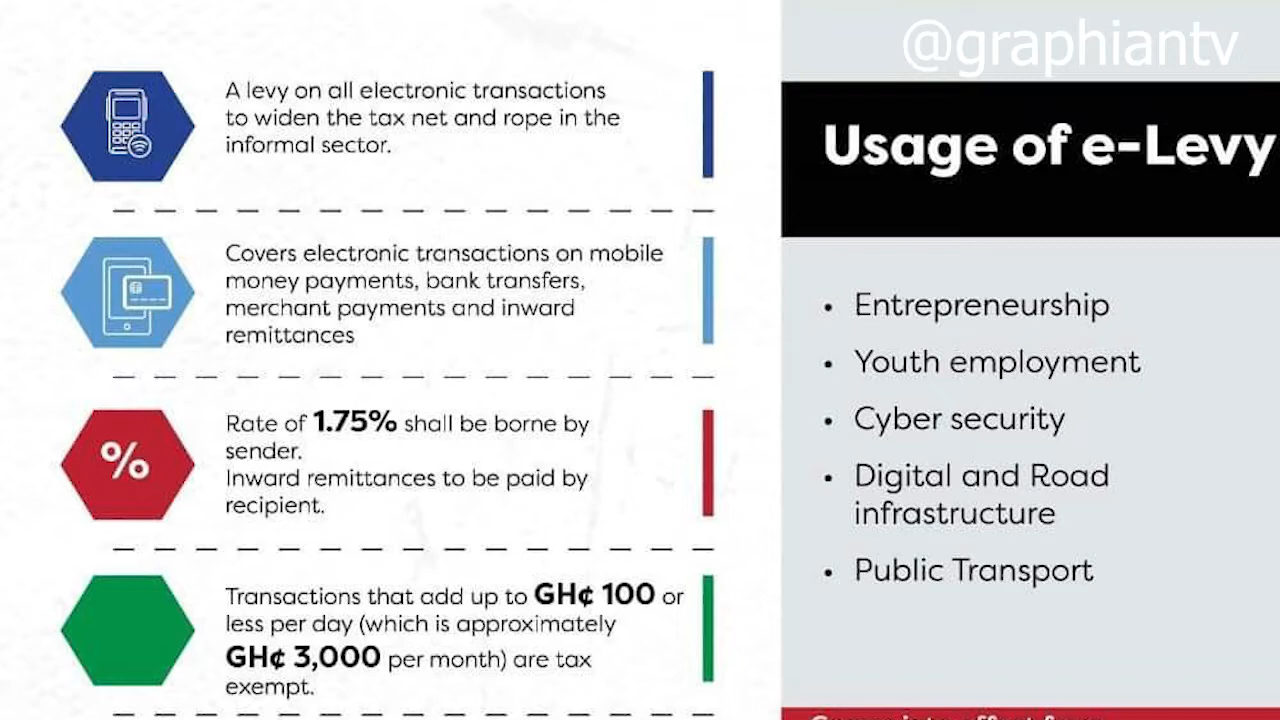 @graphiantv
A levy on all electronic transactions
to widen the tax net and rope in the
informal sector.
Covers electronic transactions on mobile
money payments, bank transfers,
merchant payments and inward
remittances
%
Rate of 1.75% shall be borne by
sender.
Inward remittances to be paid by
recipient.
Transactions that add up to GH¢ 100 or
less per day (which is approximately
GH¢ 3,000 per month) are tax
exempt.
Usage of e-Levy
• Entrepreneurship
• Youth employment
• Cyber security
• Digital and Road
infrastructure
• Public Transport